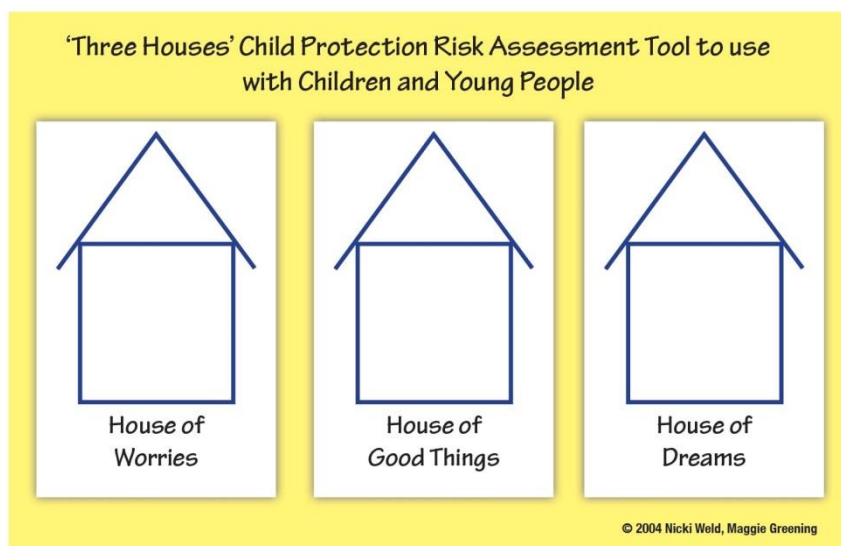 ‘Three Houses’ Child Protection Risk Assessment Tool to use
with Children and Young People
House of
Worries
House of
Good Things
House of
Dreams
© 2004 Nicki Weld, Maggie Greening